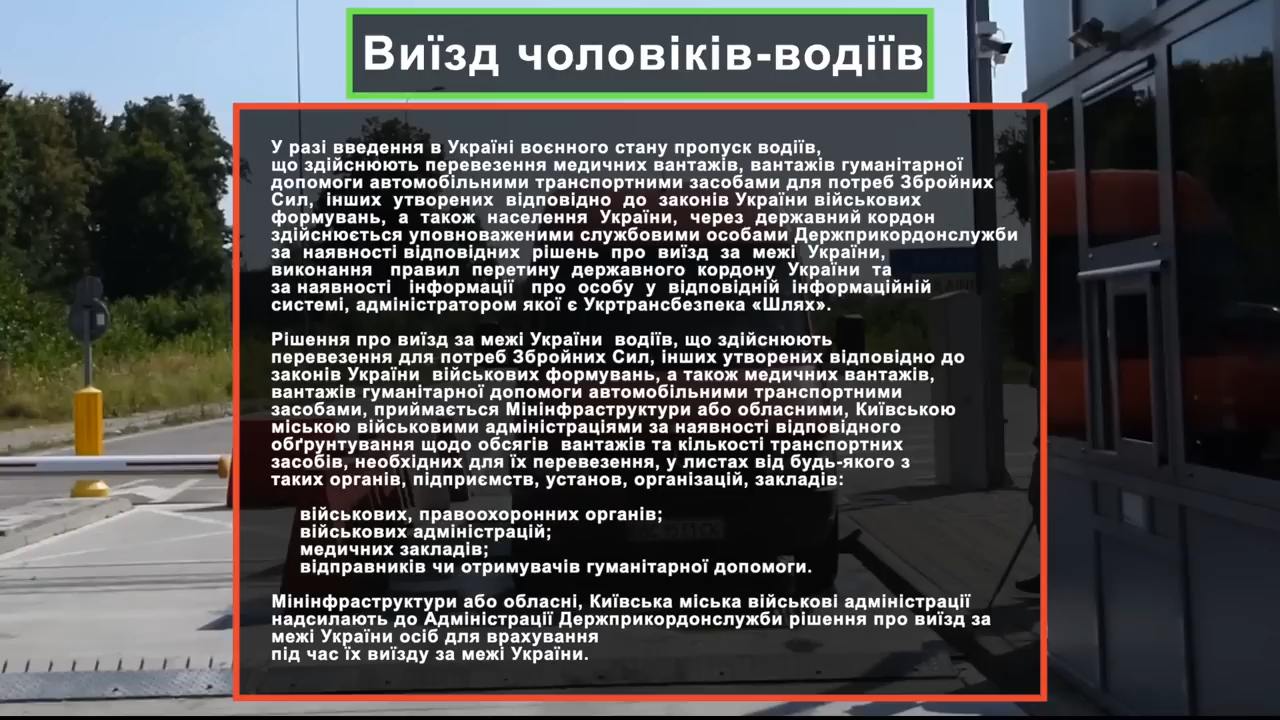 Виїзд чоловіків-водіїв
У разі введення в Україні воєнного стану пропуск водіїв,
що здійснюють перевезення медичних вантажів, вантажів гуманітарної
допомоги автомобільними транспортними засобами для потреб Збройних
Сил, інших утворених відповідно до законів України військових
формувань, а також населення України, через державний кордон
здійснюється уповноваженими службовими особами Держприкордонслужби
за наявності відповідних рішень про виїзд за межі України,
виконання правил перетину державного кордону України та
за наявності інформації про особу у відповідній інформаційній
системі, адміністратором якої є Укртрансбезпека «Шлях».
Рішення про виїзд за межі України водіїв, що здійснюють
перевезення для потреб Збройних Сил, інших утворених відповідно до
законів України військових формувань, а також медичних вантажів,
вантажів гуманітарної допомоги автомобільними транспортними
засобами, приймається Мінінфраструктури або обласними, Київською
міською військовими адміністраціями за наявності відповідного
обґрунтування щодо обсягів вантажів та кількості транспортних
засобів, необхідних для їх перевезення, у листах від будь-якого з
таких органів, підприємств, установ, організацій, закладів:
військових, правоохоронних органів;
військових адміністрацій;
медичних закладів;
відправників чи отримувачів гуманітарної допомоги.
Мінінфраструктури або обласні, Київська міська військові адміністрації
надсилають до Адміністрації Держприкордонслужби рішення про виїзд за
межі України осіб для врахування
під час їх виїзду за межі України.